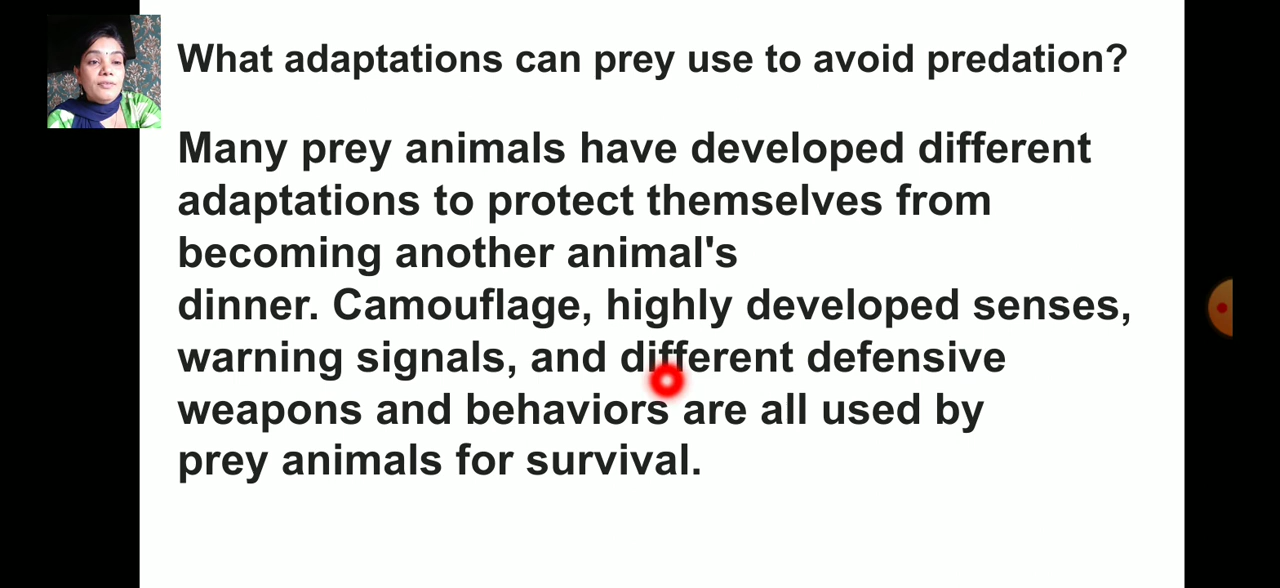 What adaptations can prey use to avoid predation?
Many prey animals have developed different
adaptations to protect themselves from
becoming another animal's
dinner. Camouflage, highly developed senses,
warning signals, and different defensive
weapons and behaviors are all used by
prey animals for survival.